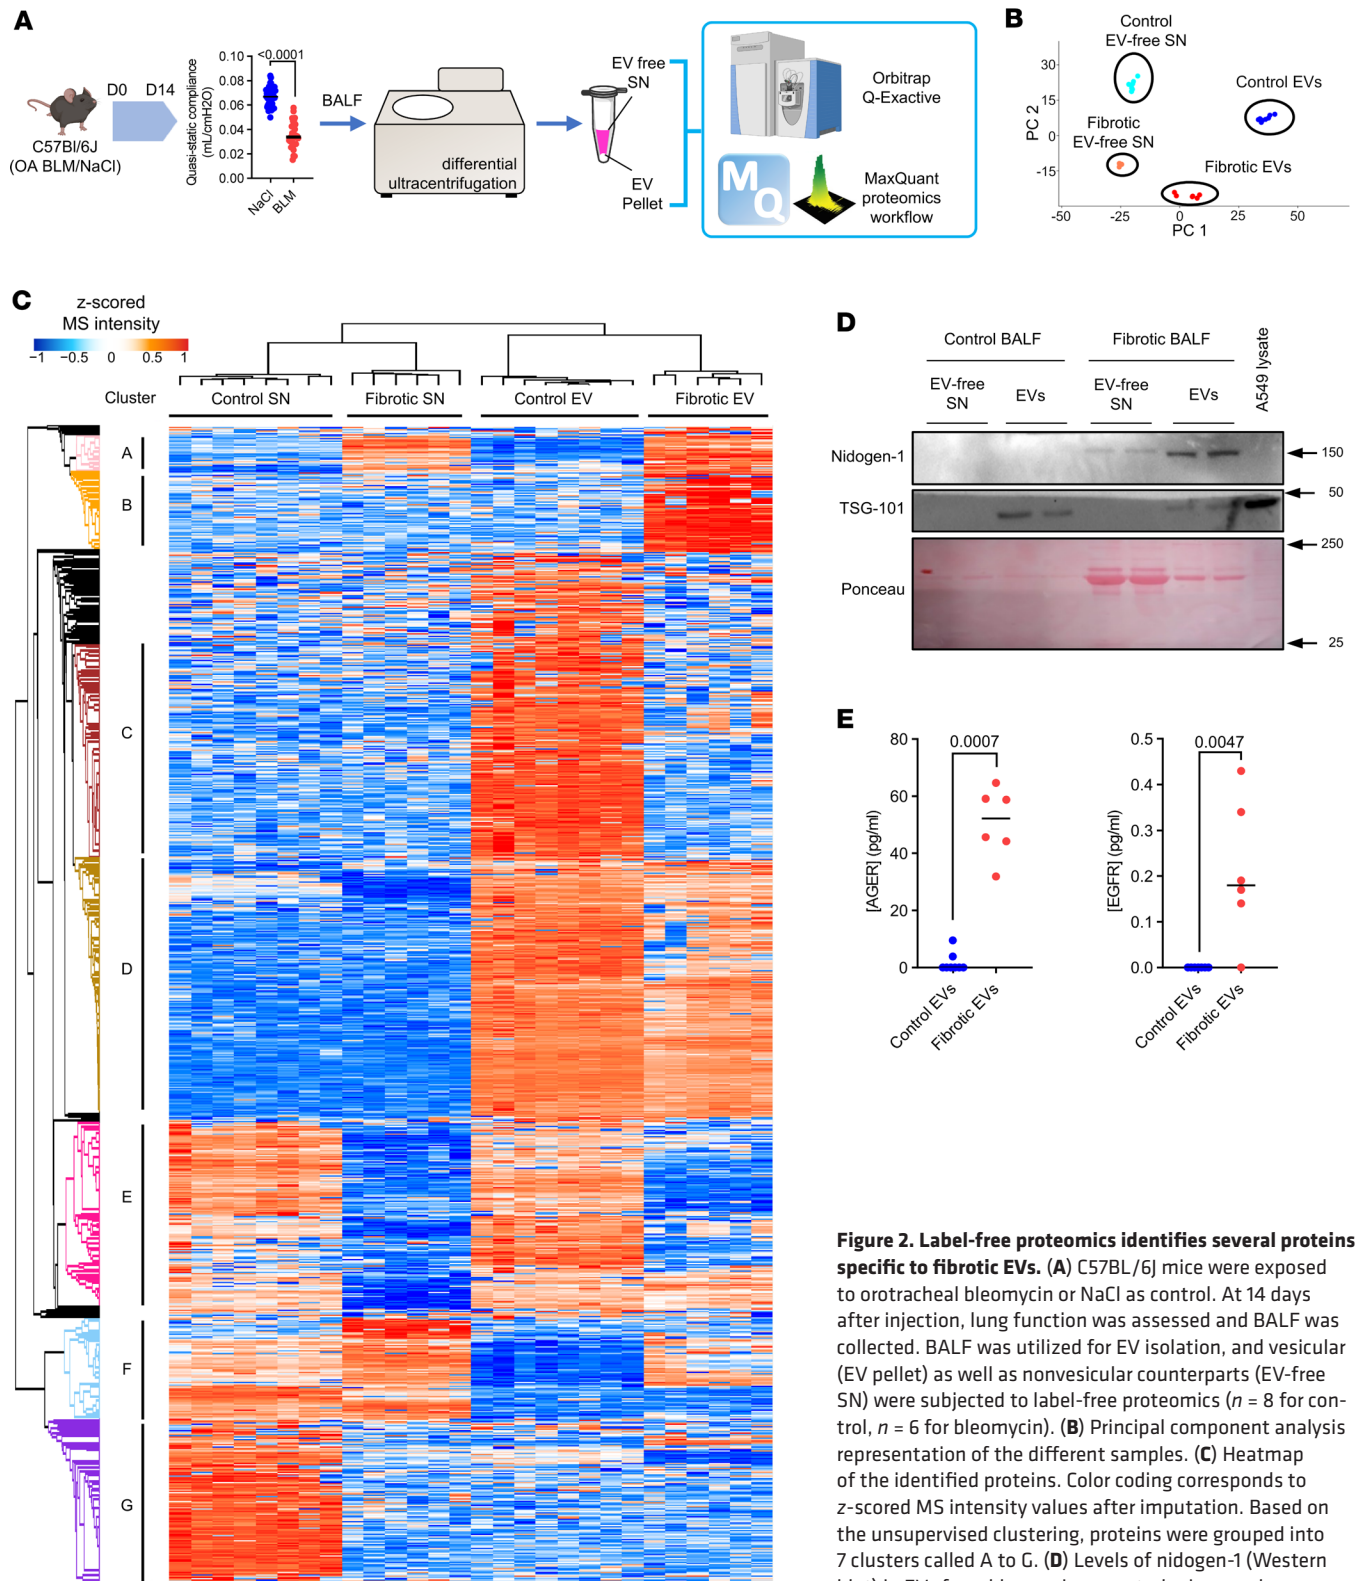 A
C57Bl/6J
(OA BLM/NaCl)
D0 D14
Quasi-static compliance
(mL/cmH2O)
0.10
0.08
0.06
0.04
0.02
0.00
<0.0001
NaCl
BLM
BALF
differential
ultracentrifugation
EV free
SN
EV
Pellet
Orbitrap
Q-Exactive
M
Q
MaxQuant
proteomics
workflow
B
Control
EV-free SN
Control EVs
Fibrotic
EV-free SN
Fibrotic EVs
PC 2
30
15
0
-15
-50 -25 0 25 50
PC 1
C
z-scored
MS intensity
−1 −0.5 0 0.5 1
Cluster
Control SN Fibrotic SN Control EV Fibrotic EV
A
B
C
D
E
F
G
D
Control BALF Fibrotic BALF
EV-free
SN
EVs
EV-free
SN
EVs
A549 lysate
Nidogen-1
150
TSG-101
50
Ponceau
250
25
E
[AGER] (pg/ml)
80
60
40
20
0
0.0007
Control EVs
Fibrotic EVs
[EGFR] (pg/ml)
0.5
0.4
0.3
0.2
0.1
0.0
0.0047
Control EVs
Fibrotic EVs
Figure 2. Label-free proteomics identifies several proteins
specific to fibrotic EVs. (A) C57BL/6J mice were exposed
to orotracheal bleomycin or NaCl as control. At 14 days
after injection, lung function was assessed and BALF was
collected. BALF was utilized for EV isolation, and vesicular
(EV pellet) as well as nonvesicular counterparts (EV-free
SN) were subjected to label-free proteomics (n = 8 for con-
trol, n = 6 for bleomycin). (B) Principal component analysis
representation of the different samples. (C) Heatmap
of the identified proteins. Color coding corresponds to
z-scored MS intensity values after imputation. Based on
the unsupervised clustering, proteins were grouped into
7 clusters called A to G. (D) Levels of nidogen-1 (Western